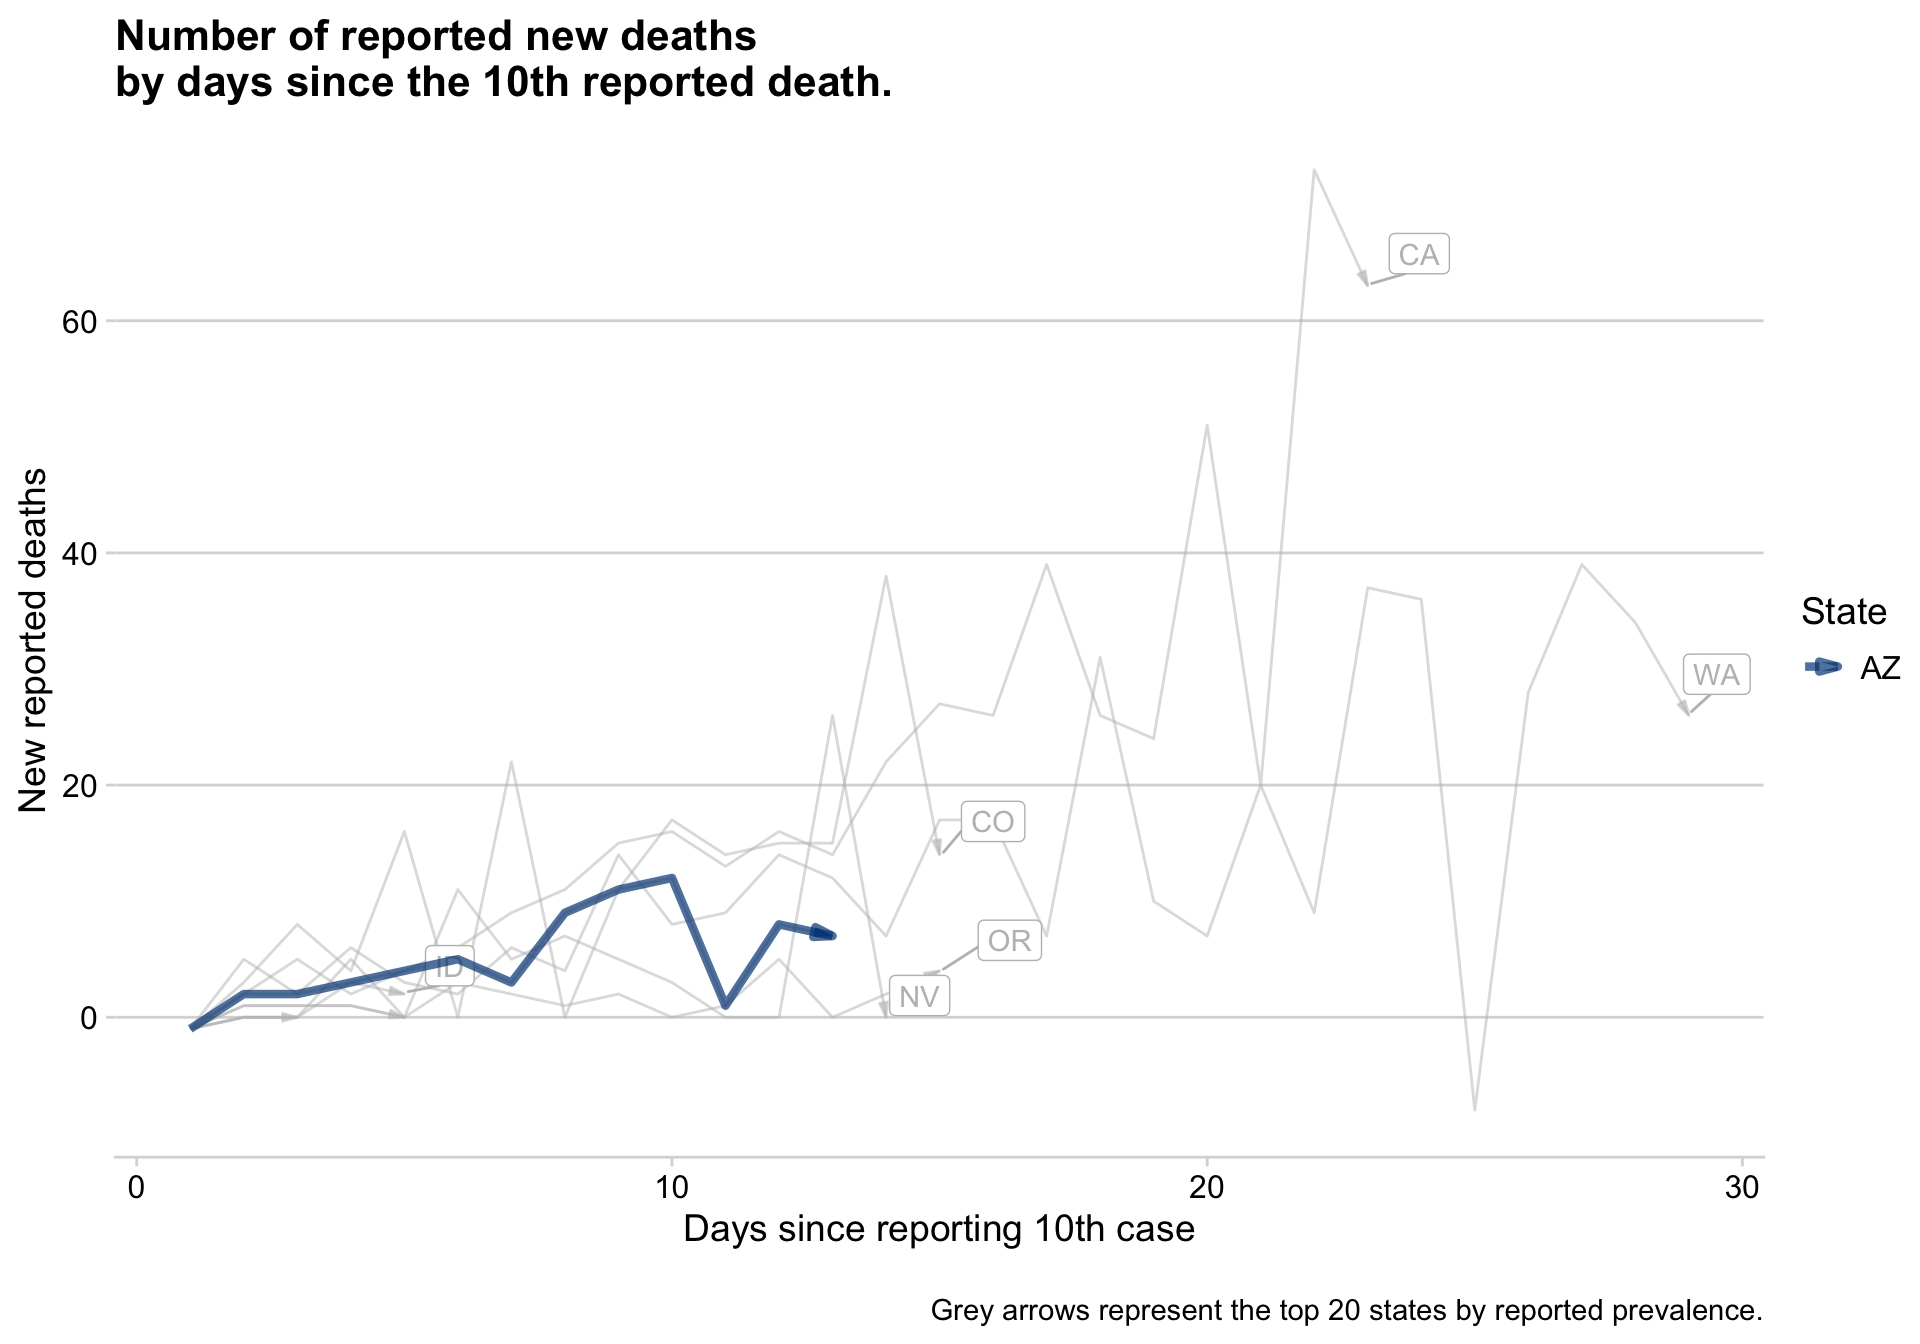 Number of reported new deaths
by days since the 10th reported death.
CA
60
New reported deaths
40
State
AZ
WA
20
CO
OR
ID
NV
0
0
10
20
30
Days since reporting 10th case
Grey arrows represent the top 20 states by reported prevalence.